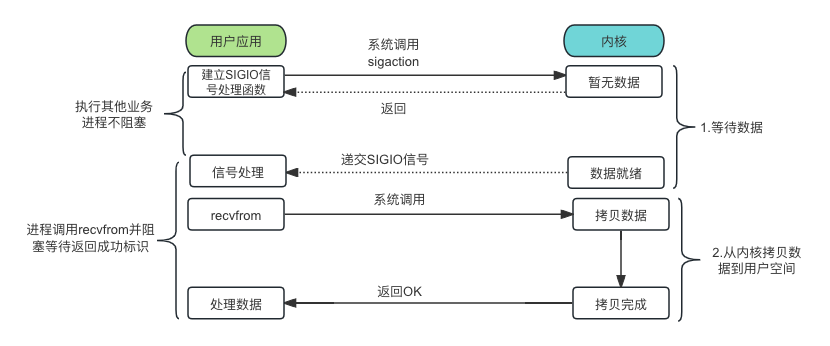 用户应用
内核
系统调用
sigaction
建立SIGIO信
号处理函数
暂无数据
返回
执行其他业务
进程不阻塞
1.等待数据
递交SIGIO信号
信号处理
数据就绪
系统调用
recvfrom
拷贝数据
进程调用recvfrom并阻
塞等待返回成功标识
2.从内核拷贝数
据到用户空间
返回OK
处理数据
拷贝完成